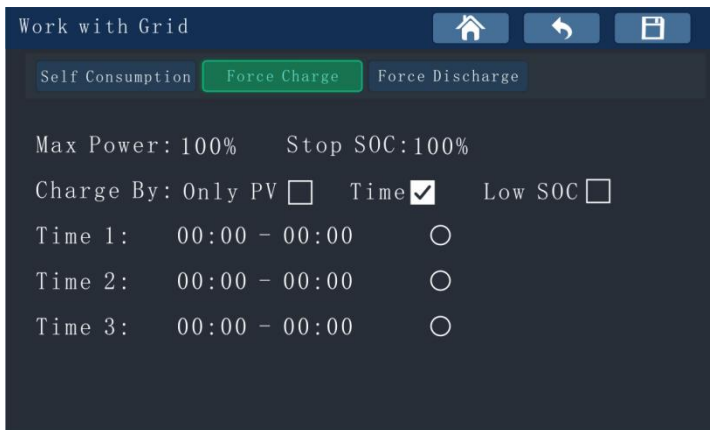 Work with Grid
Self Consumption Force Charge Force Discharge
Max Power: 100% Stop SOC: 100%
Charge By: Only PV Time Low SOC
Time 1: 00:00 - 00:00
Time 2: 00:00 - 00:00
Time 3: 00:00 - 00:00